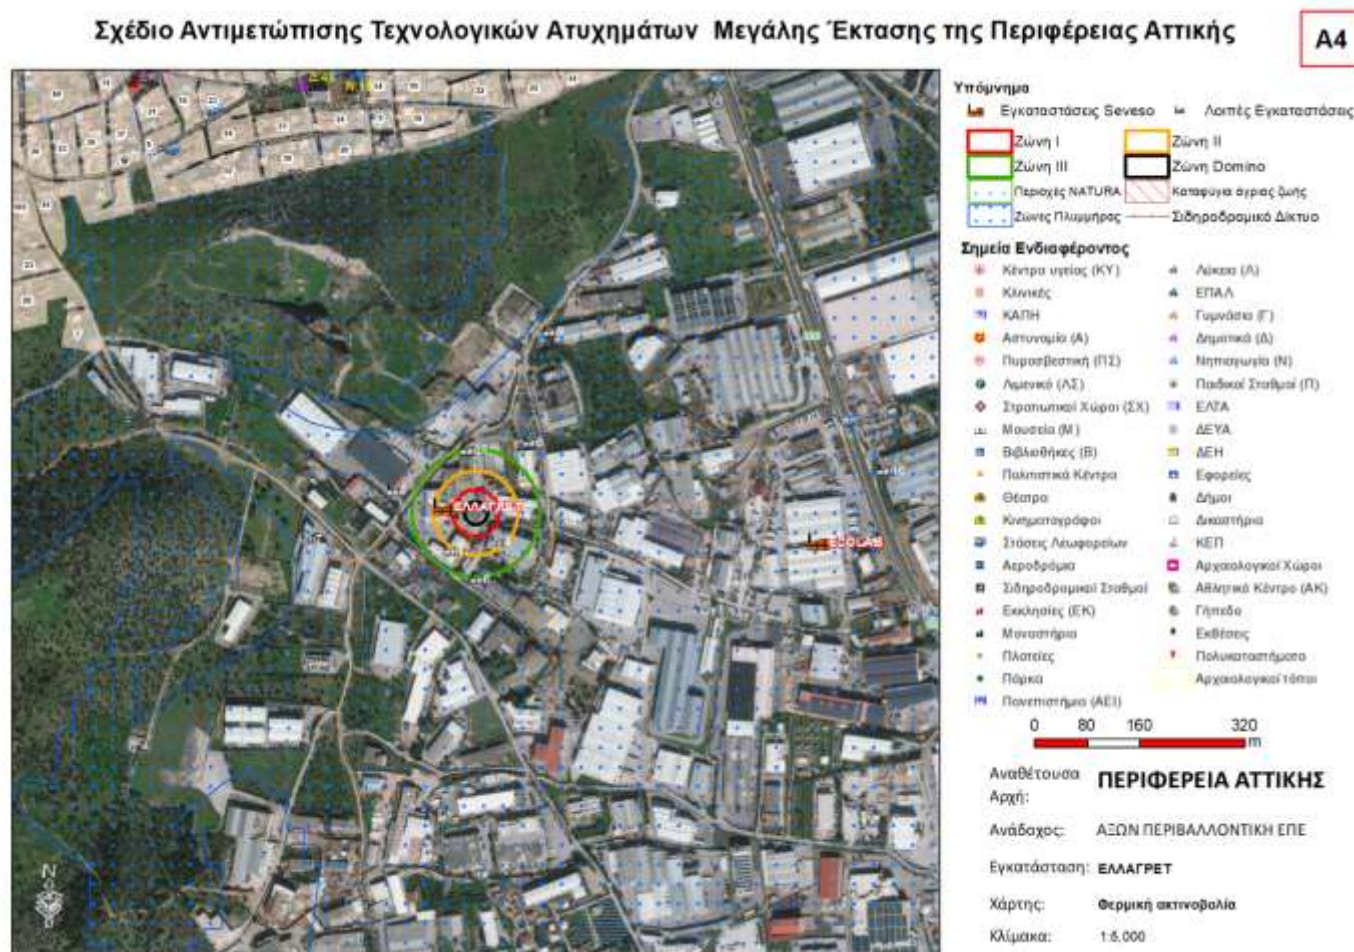 Σχέδιο Αντιμετώπισης Τεχνολογικών Ατυχημάτων Μεγάλης Έκτασης της Περιφέρειας Αττικής
A4
Υπόμνημα
Εγκαταστάσεις Seveso
Λοιπές Εγκαταστάσεις
Ζώνη I
Ζώνη II
Ζώνη III
Ζώνη Domino
Περιοχές NATURA
Καταφύγια άγριας ζωής
Ζώνες Πλυμμήρας
Σιδηροδρομικό Δίκτυο
Σημεία Ενδιαφέροντος
Κέντρα υγείας (ΚΥ)
Λύκεια (Λ)
Κλινικές
ΕΠΑΛ
ΚΑΠΗ
Γυμνάσια (Γ)
Αστυνομία (Α)
Δημοτικά (Δ)
Πυροσβεστική (ΠΣ)
Νηπιαγωγία (Ν)
Λιμενικό (ΛΣ)
Παιδικοί Σταθμοί (Π)
Στρατιωτικοί Χώροι (ΣΧ)
ΕΛΤΑ
Μουσεία (Μ)
ΔΕΥΑ
Βιβλιοθήκες (Β)
ΔΕΗ
Πολιτιστικά Κέντρα
Εφορείες
Θέατρα
Δήμοι
Κινηματογράφοι
Δικαστήρια
Στάσεις Λεωφορείων
ΚΕΠ
Αεροδρόμια
Αρχαιολογικοί Χώροι
Σιδηροδρομικοί Σταθμοί
Αθλητικά Κέντρα (ΑΚ)
Εκκλησίες (ΕΚ)
Γήπεδα
Μοναστήρια
Εκθέσεις
Πλατείες
Πολυκαταστήματα
Πάρκα
Αρχαιολογικοί τόποι
Πανεπιστήμια (ΑΕΙ)
0 80 160 320
m
Αναθέτουσα Αρχή: ΠΕΡΙΦΕΡΕΙΑ ΑΤΤΙΚΗΣ
Ανάδοχος: ΑΞΩΝ ΠΕΡΙΒΑΛΛΟΝΤΙΚΗ ΕΠΕ
Εγκατάσταση: ΕΛΛΑΓΡΕΤ
Χάρτης: Θερμική ακτινοβολία
Κλίμακα: 1:6.000
ΕΛΛΑΓΡΕΤ
ECOLAB